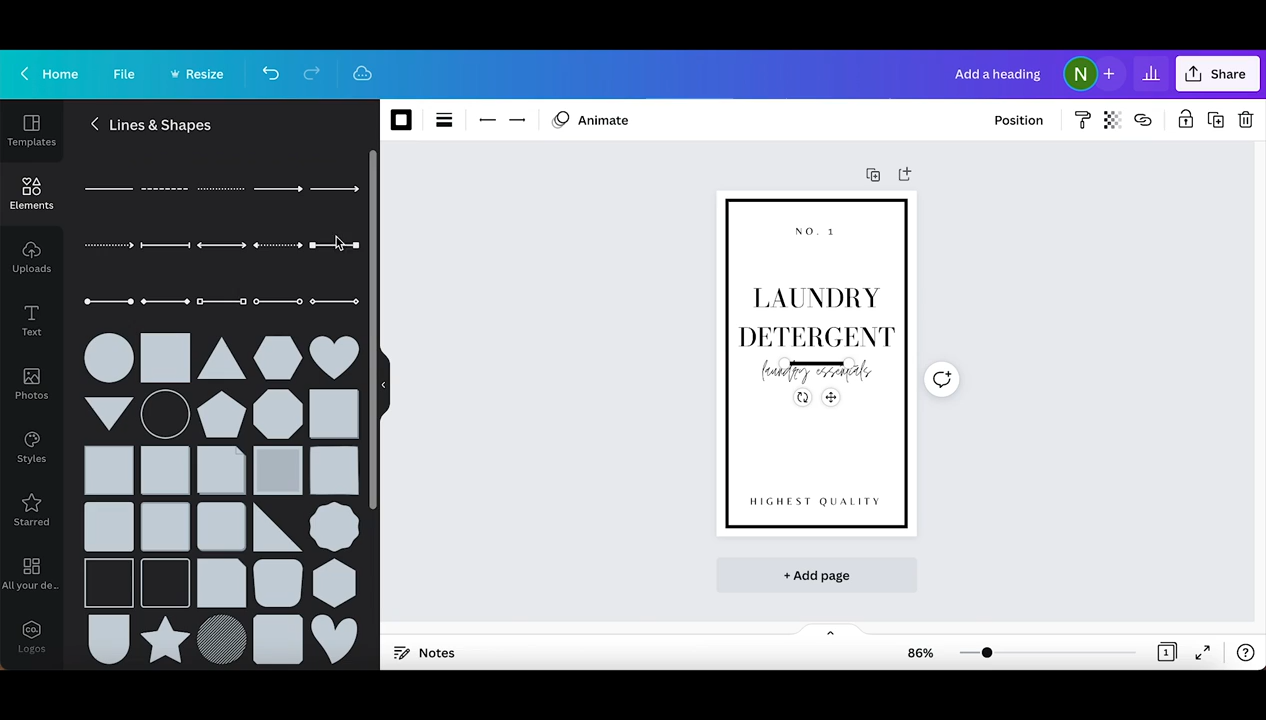 Home File Resize Add a heading N + Share
Templates
Elements
Uploads
Text
Photos
Styles
Starred
All your de...
CO.
Logos
Lines & Shapes
Animate Position
NO. 1
LAUNDRY
DETERGENT
laundry essentials
HIGHEST QUALITY
+ Add page
Notes 86% 1 ?